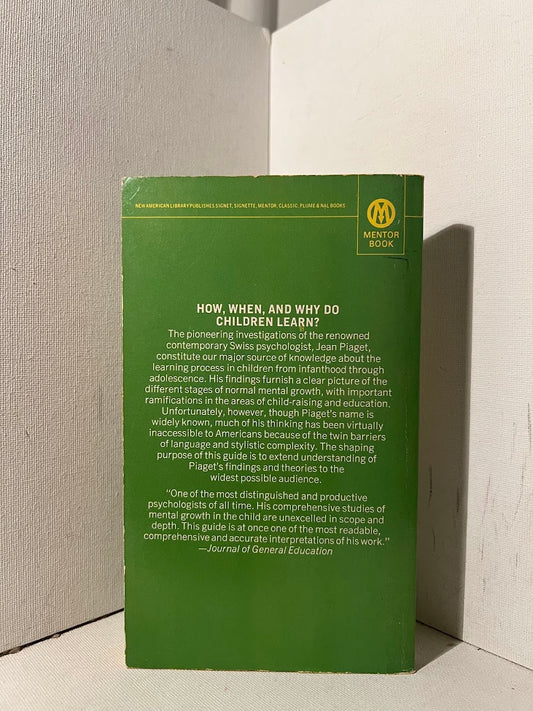 NEW AMERICAN LIBRARY PUBLISHES SIGNET, SIGNETTE, MENTOR, CLASSIC, PLUME & NAL BOOKS
MENTOR
BOOK
HOW, WHEN, AND WHY DO
CHILDREN LEARN?
The pioneering investigations of the renowned
contemporary Swiss psychologist, Jean Piaget,
constitute our major source of knowledge about the
learning process in children from infanthood through
adolescence. His findings furnish a clear picture of the
different stages of normal mental growth, with important
ramifications in the areas of child-raising and education.
Unfortunately, however, though Piaget's name is
widely known, much of his thinking has been virtually
inaccessible to Americans because of the twin barriers
of language and stylistic complexity. The shaping
purpose of this guide is to extend understanding of
Piaget's findings and theories to the
widest possible audience.
"One of the most distinguished and productive
psychologists of all time. His comprehensive studies of
mental growth in the child are unexcelled in scope and
depth. This guide is at once one of the most readable,
comprehensive and accurate interpretations of his work."
—Journal of General Education